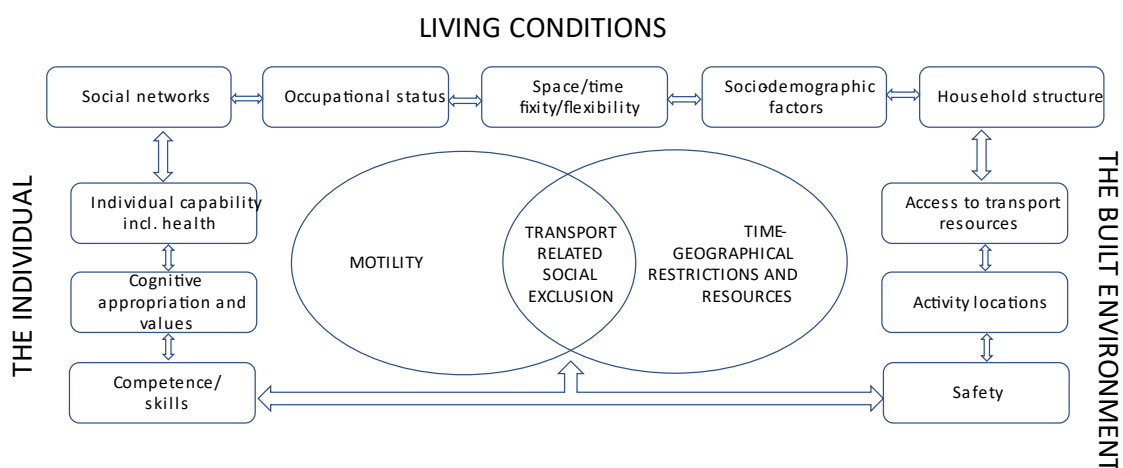 LIVING CONDITIONS
Social networks
Occupational status
Space/time
fixity/flexibility
Socio-demographic
factors
Household structure
THE INDIVIDUAL
Individual capability
incl. health
Cognitive
appropriation and
values
Competence/
skills
MOTILITY
TRANSPORT
RELATED
SOCIAL
EXCLUSION
TIME-
GEOGRAPHICAL
RESTRICTIONS AND
RESOURCES
Access to transport
resources
Activity locations
Safety
THE BUILT ENVIRONMENT